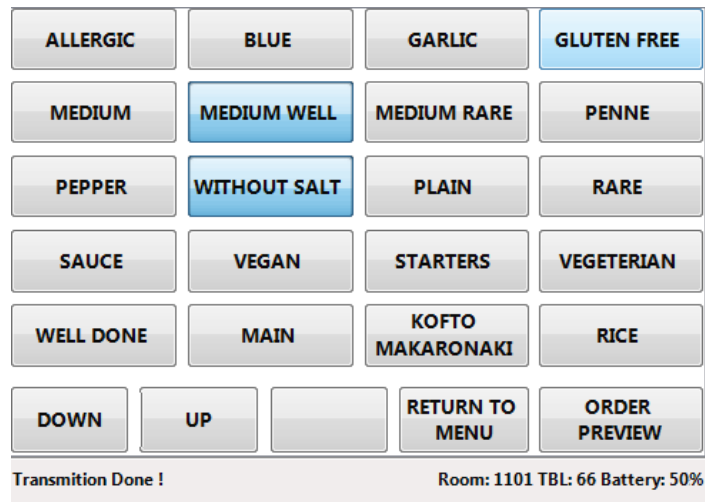 ALLERGIC BLUE GARLIC GLUTEN FREE
MEDIUM MEDIUM WELL MEDIUM RARE PENNE
PEPPER WITHOUT SALT PLAIN RARE
SAUCE VEGAN STARTERS VEGETERIAN
WELL DONE MAIN KOFTO MAKARONAKI RICE
DOWN UP RETURN TO MENU ORDER PREVIEW
Transmition Done ! Room: 1101 TBL: 66 Battery: 50%